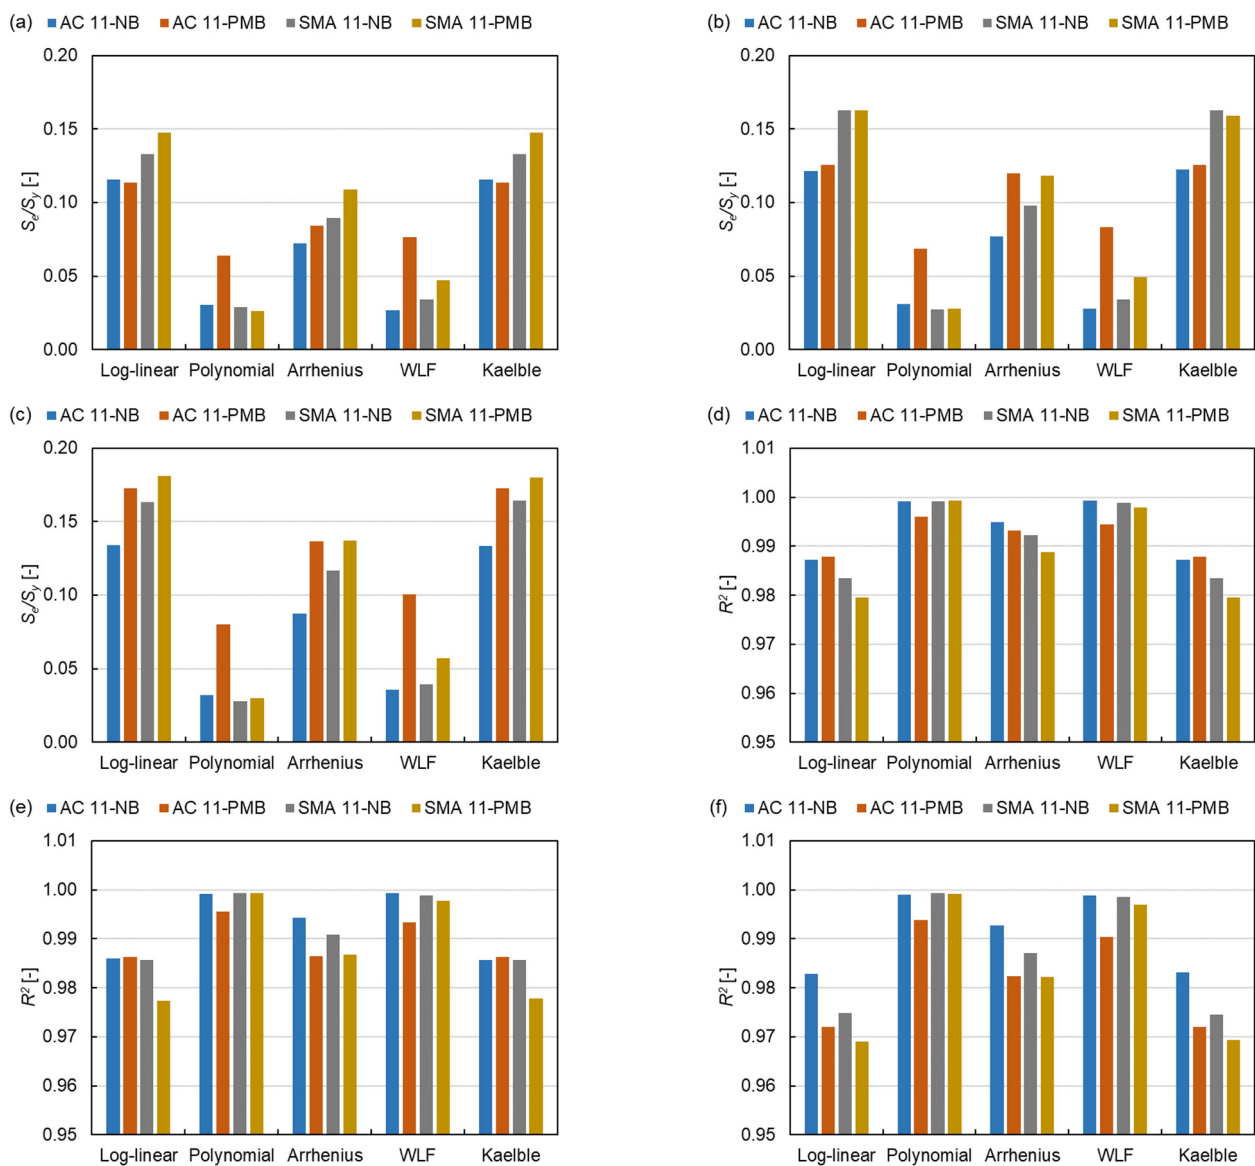 (a) AC 11-NB AC 11-PMB SMA 11-NB SMA 11-PMB
0.20
0.15
0.10
0.05
0.00
Se/Sy [-]
Log-linear Polynomial Arrhenius WLF Kaelble
(b) AC 11-NB AC 11-PMB SMA 11-NB SMA 11-PMB
0.20
0.15
0.10
0.05
0.00
Se/Sy [-]
Log-linear Polynomial Arrhenius WLF Kaelble
(c) AC 11-NB AC 11-PMB SMA 11-NB SMA 11-PMB
0.20
0.15
0.10
0.05
0.00
Se/Sy [-]
Log-linear Polynomial Arrhenius WLF Kaelble
(d) AC 11-NB AC 11-PMB SMA 11-NB SMA 11-PMB
1.01
1.00
0.99
0.98
0.97
0.96
0.95
R² [-]
Log-linear Polynomial Arrhenius WLF Kaelble
(e) AC 11-NB AC 11-PMB SMA 11-NB SMA 11-PMB
1.01
1.00
0.99
0.98
0.97
0.96
0.95
R² [-]
Log-linear Polynomial Arrhenius WLF Kaelble
(f) AC 11-NB AC 11-PMB SMA 11-NB SMA 11-PMB
1.01
1.00
0.99
0.98
0.97
0.96
0.95
R² [-]
Log-linear Polynomial Arrhenius WLF Kaelble